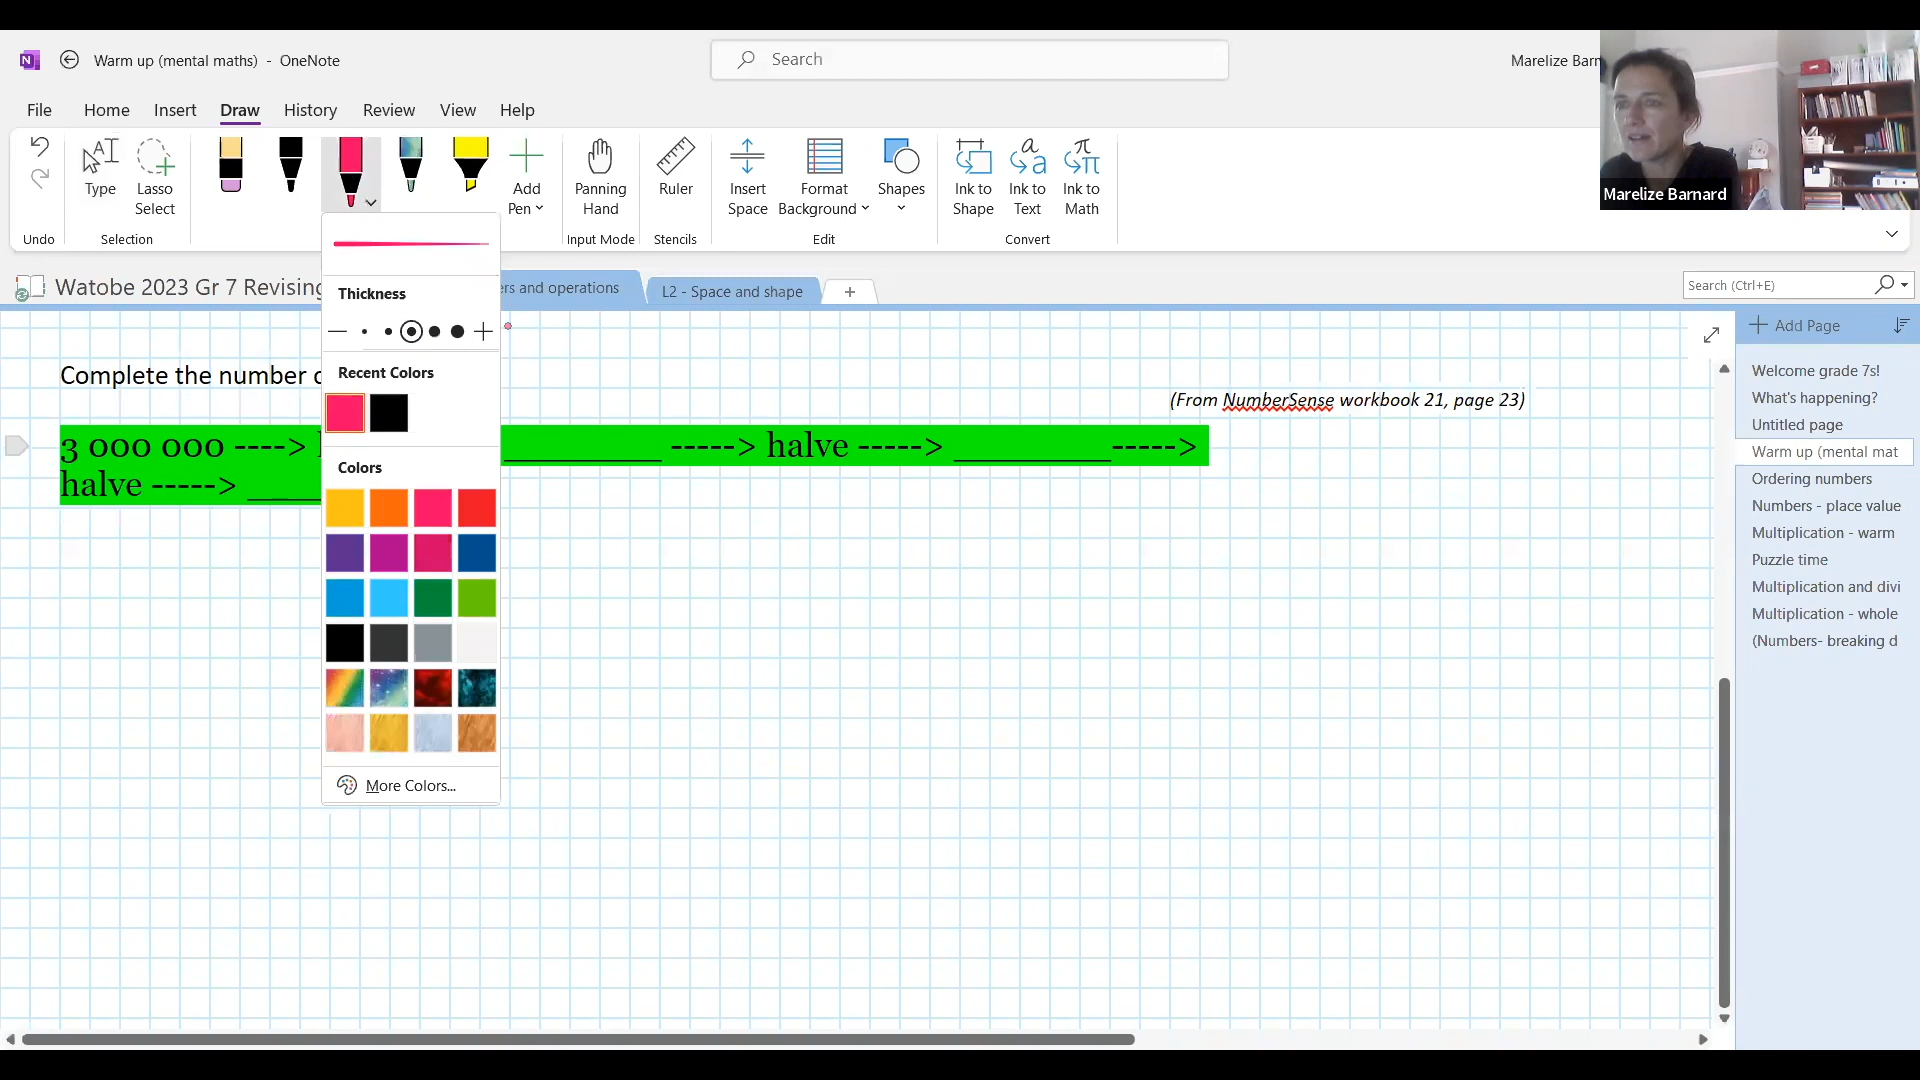 Warm up (mental maths) - OneNote
Search
Marelize Barn
File Home Insert Draw History Review View Help
Type
Lasso Select
Add Pen
Panning Hand
Ruler
Insert Space
Format Background
Shapes
Ink to Shape
Ink to Text
Ink to Math
Marelize Barnard
Undo Selection Input Mode Stencils Edit Convert
Watobe 2023 Gr 7 Revising
ers and operations
L2 - Space and shape
Search (Ctrl+E)
Thickness
Recent Colors
Colors
More Colors...
Complete the number
(From NumberSense workbook 21, page 23)
3 000 000 ----> __________ -----> halve -----> __________----->
halve -----> ____
Add Page
Welcome grade 7s!
What's happening?
Untitled page
Warm up (mental mat
Ordering numbers
Numbers - place value
Multiplication - warm
Puzzle time
Multiplication and divi
Multiplication - whole
(Numbers- breaking d